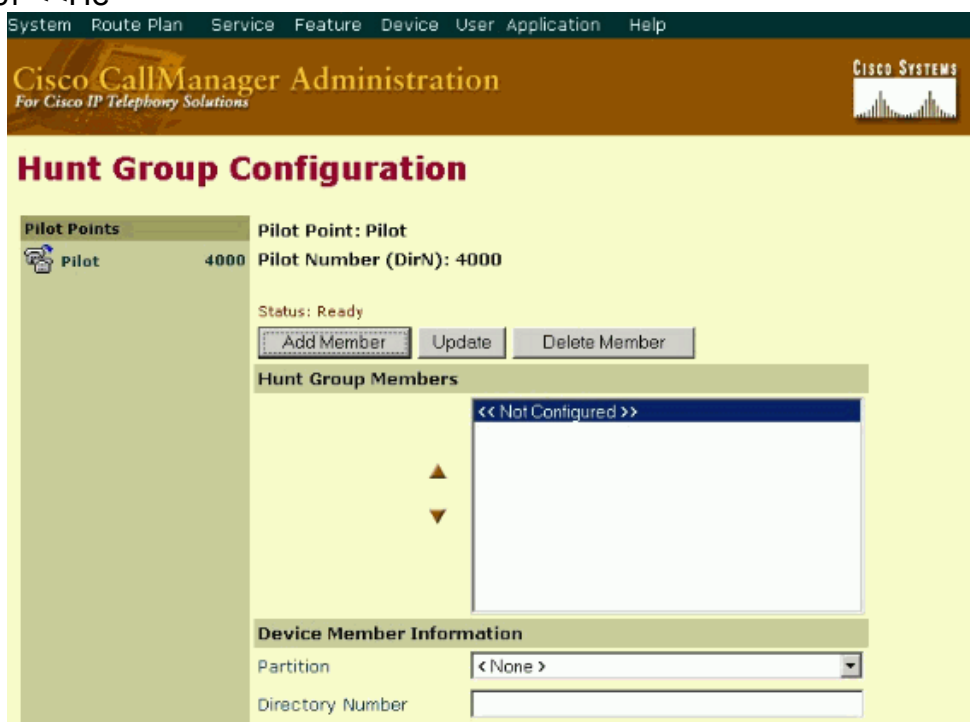 System Route Plan Service Feature Device User Application Help
Cisco CallManager Administration
For Cisco IP Telephony Solutions
CISCO SYSTEMS
Hunt Group Configuration
Pilot Points
Pilot 4000
Pilot Point: Pilot
Pilot Number (DirN): 4000
Status: Ready
Add Member Update Delete Member
Hunt Group Members
<< Not Configured >>
Device Member Information
Partition < None >
Directory Number